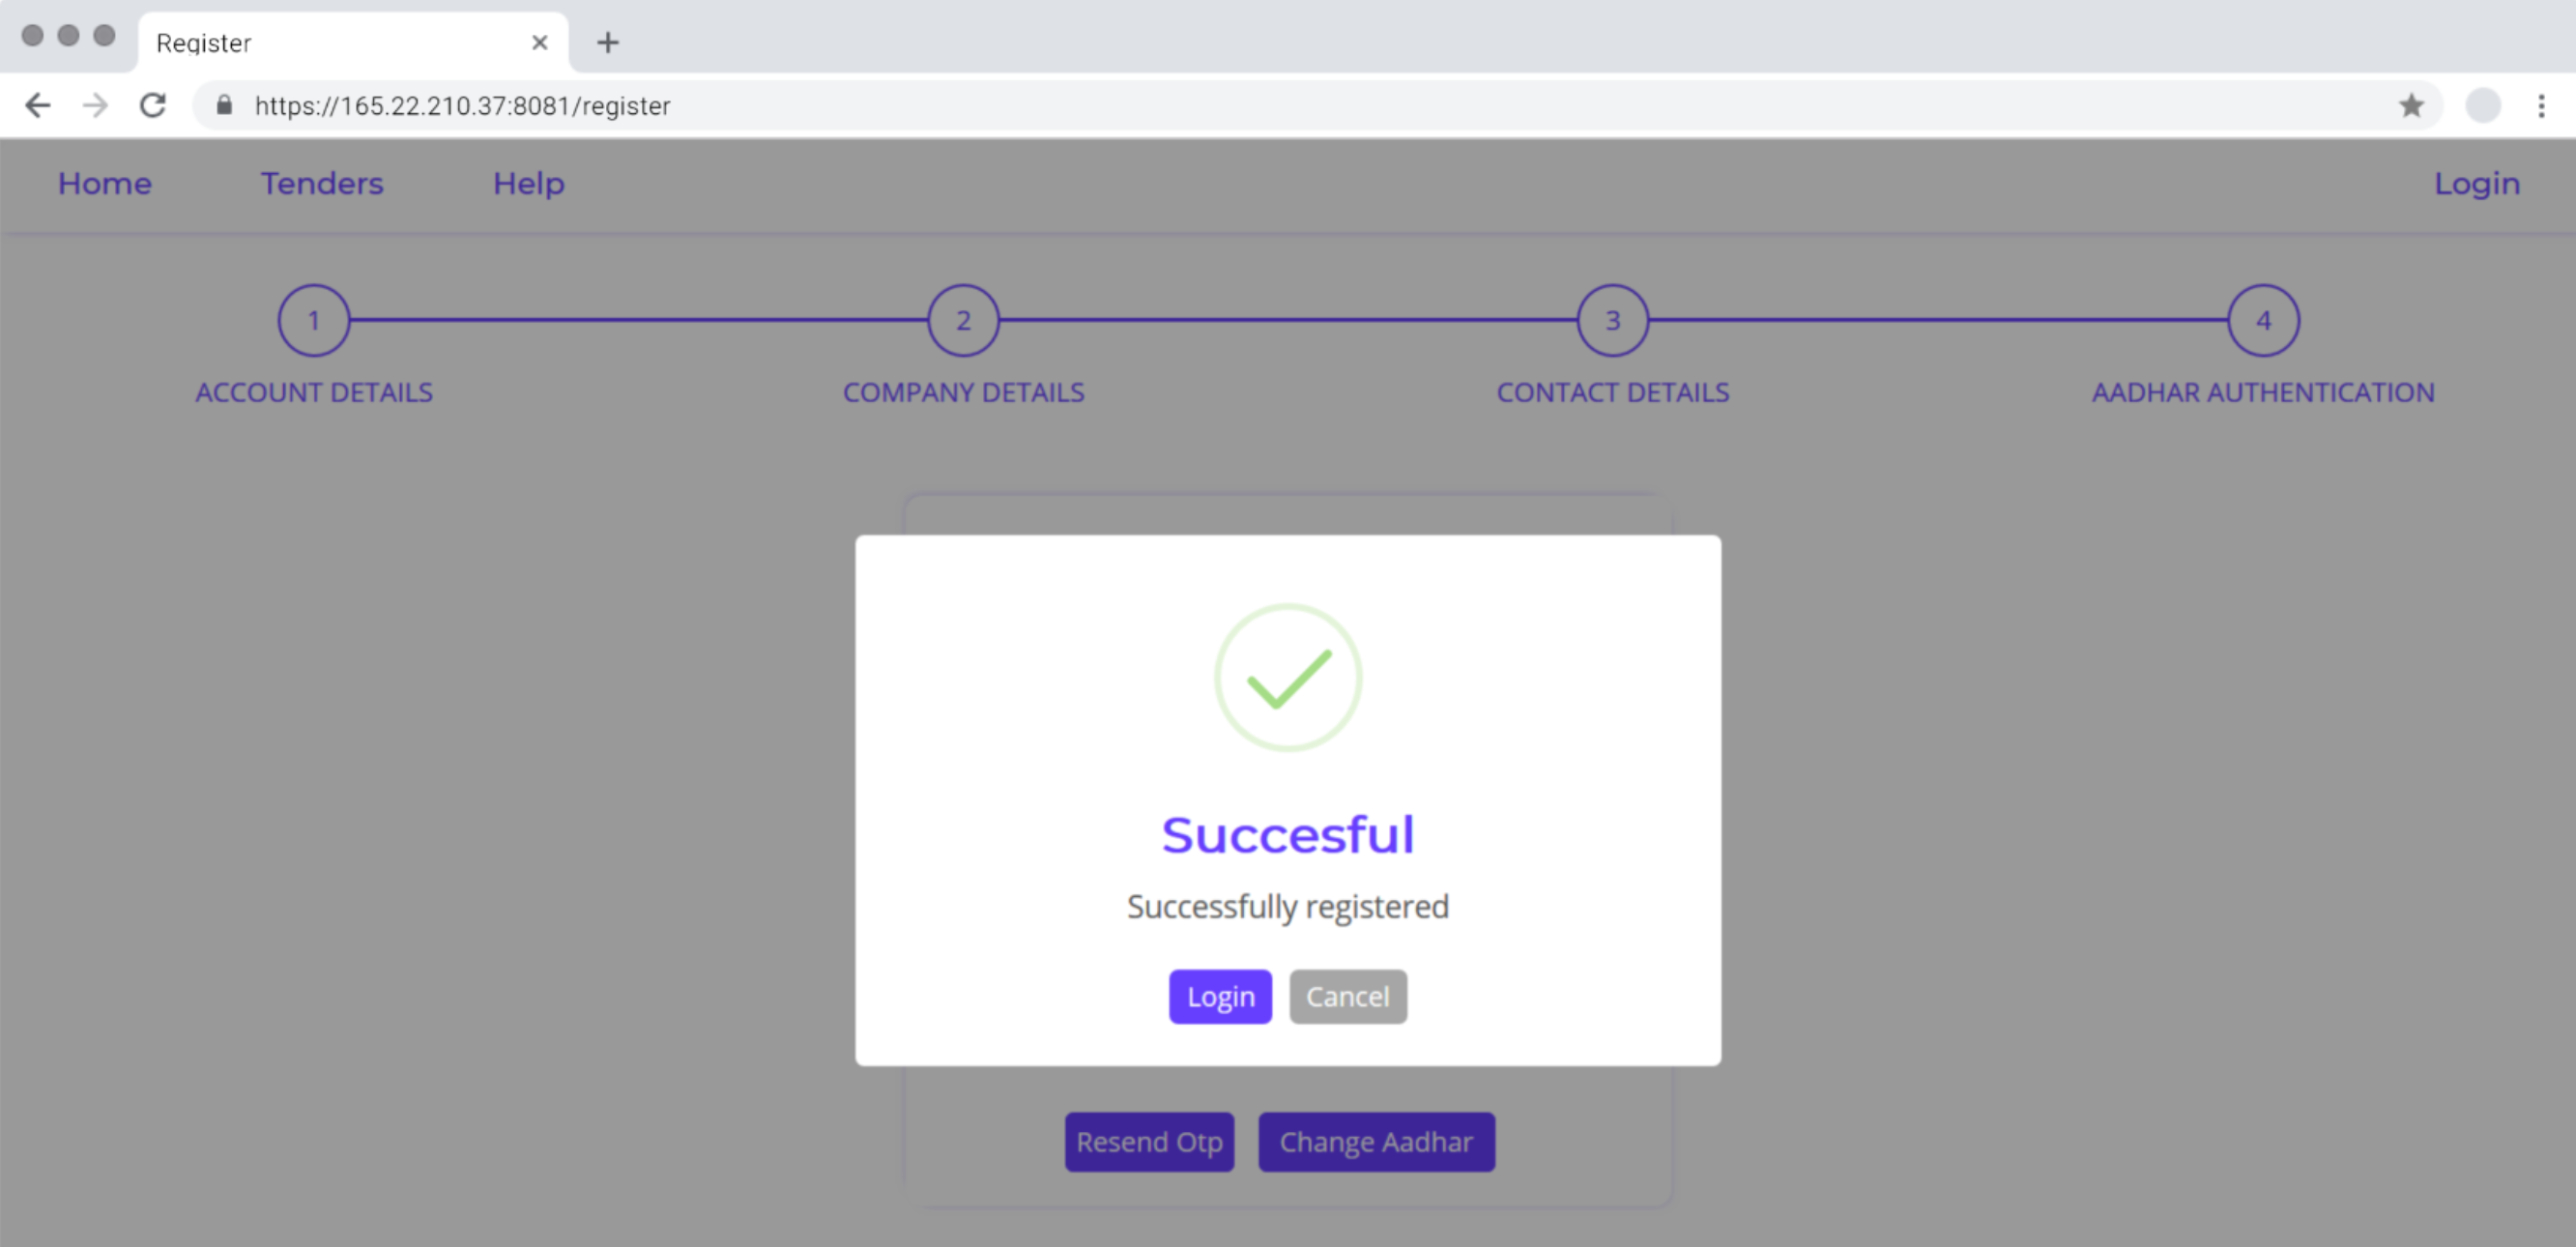 Register
https://165.22.210.37:8081/register
Home Tenders Help Login
1 2 3 4
ACCOUNT DETAILS COMPANY DETAILS CONTACT DETAILS AADHAR AUTHENTICATION
Succesful
Successfully registered
Login Cancel
Resend Otp Change Aadhar